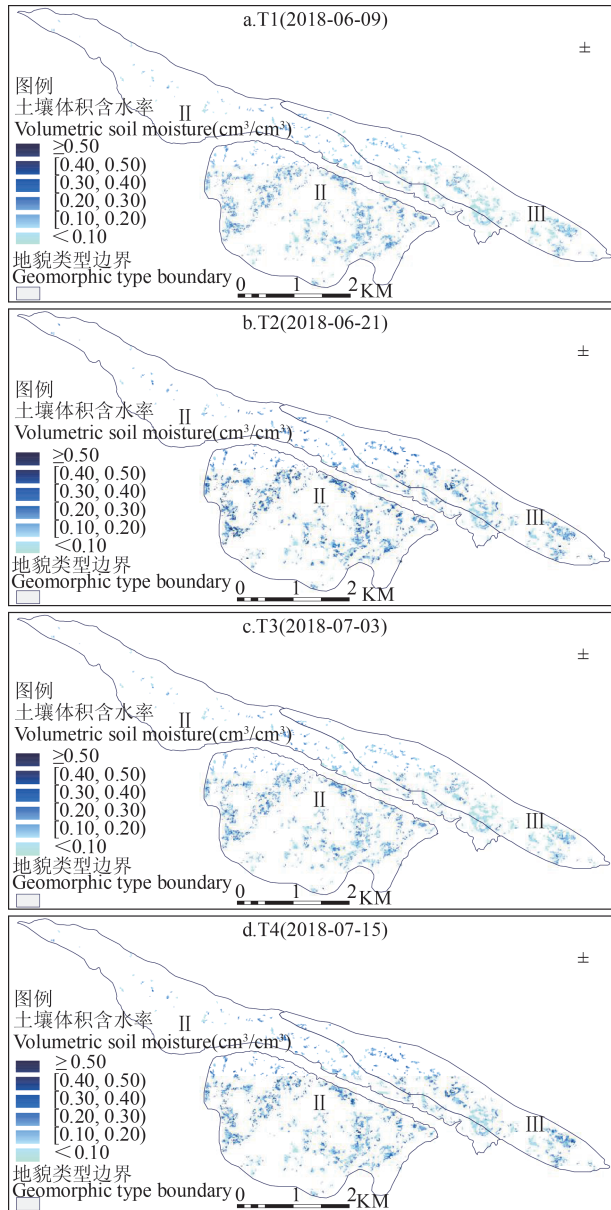 a.T1(2018-06-09)
±
图例
土壤体积含水率
Volumetric soil moisture(cm³/cm³)
≥0.50
[0.40, 0.50)
[0.30, 0.40)
[0.20, 0.30)
[0.10, 0.20)
<0.10
地貌类型边界
Geomorphic type boundary
II
II
III
0 1 2 KM
b.T2(2018-06-21)
±
图例
土壤体积含水率
Volumetric soil moisture(cm³/cm³)
≥0.50
[0.40, 0.50)
[0.30, 0.40)
[0.20, 0.30)
[0.10, 0.20)
<0.10
地貌类型边界
Geomorphic type boundary
II
II
III
0 1 2 KM
c.T3(2018-07-03)
±
图例
土壤体积含水率
Volumetric soil moisture(cm³/cm³)
≥0.50
[0.40, 0.50)
[0.30, 0.40)
[0.20, 0.30)
[0.10, 0.20)
<0.10
地貌类型边界
Geomorphic type boundary
II
II
III
0 1 2 KM
d.T4(2018-07-15)
±
图例
土壤体积含水率
Volumetric soil moisture(cm³/cm³)
≥0.50
[0.40, 0.50)
[0.30, 0.40)
[0.20, 0.30)
[0.10, 0.20)
<0.10
地貌类型边界
Geomorphic type boundary
II
II
III
0 1 2 KM